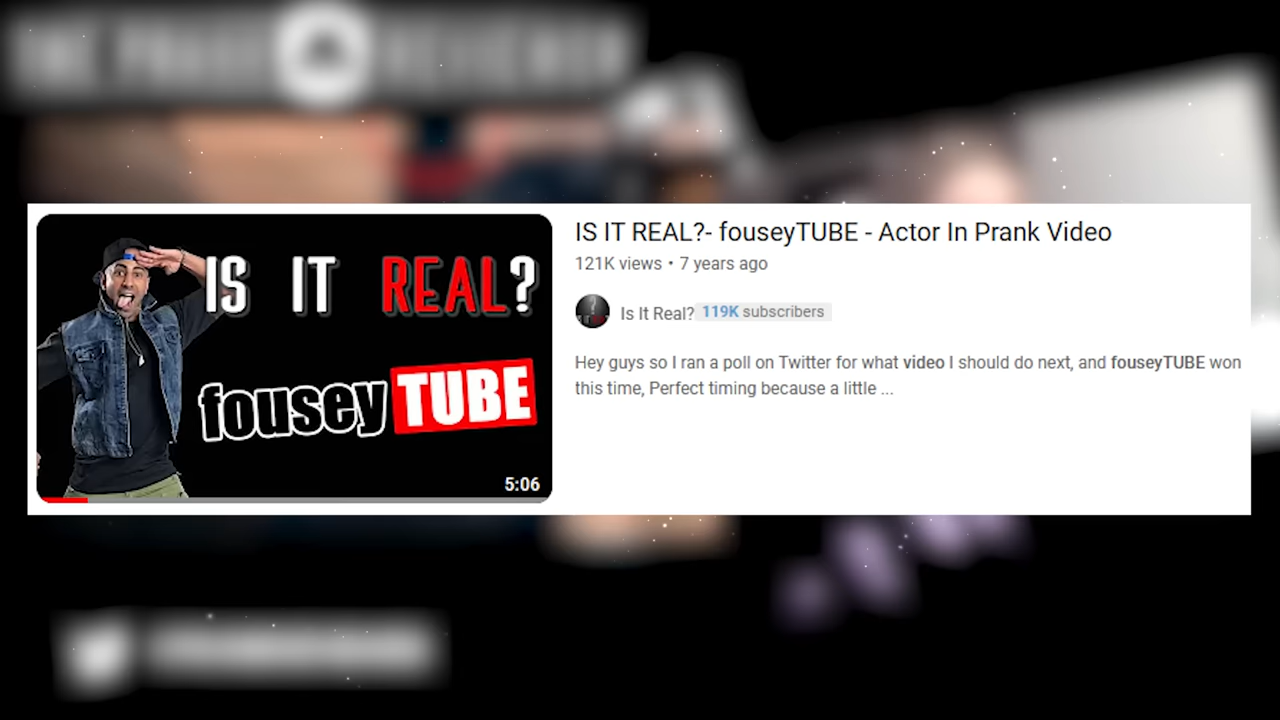 IS IT REAL?
fousey TUBE
5:06
IS IT REAL?- fouseyTUBE - Actor In Prank Video
121K views • 7 years ago
Is It Real? 119K subscribers
Hey guys so I ran a poll on Twitter for what video I should do next, and fouseyTUBE won
this time, Perfect timing because a little ...